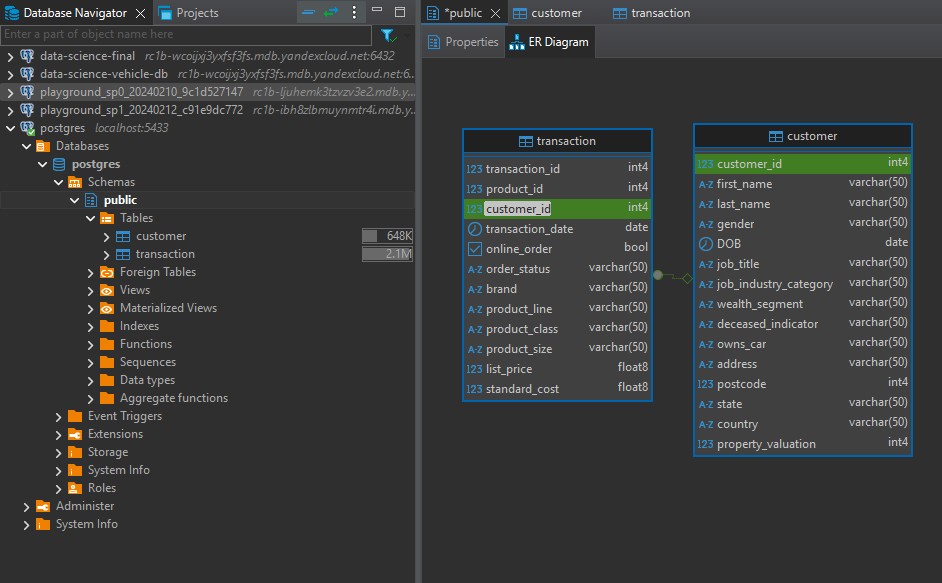 Database Navigator
Projects
Enter a part of object name here
data-science-final rc1b-wcoijxj3yxfsf3fs.mdb.yandexcloud.net:6432
data-science-vehicle-db rc1b-wcoijxj3yxfsf3fs.mdb.yandexcloud.net:6...
playground_sp0_20240210_9c1d527147 rc1b-ljuhemk3tzvzv3e2.mdb.y...
playground_sp1_20240212_c91e9dc772 rc1b-ibh8zlbmuynmtr4i.mdb.y...
postgres localhost:5433
Databases
postgres
Schemas
public
Tables
customer 648K
transaction 2.1M
Foreign Tables
Views
Materialized Views
Indexes
Functions
Sequences
Data types
Aggregate functions
Event Triggers
Extensions
Storage
System Info
Roles
Administer
System Info
*public
customer
transaction
Properties
ER Diagram
transaction
123 transaction_id int4
123 product_id int4
123 customer_id int4
transaction_date date
online_order bool
A-Z order_status varchar(50)
A-Z brand varchar(50)
A-Z product_line varchar(50)
A-Z product_class varchar(50)
A-Z product_size varchar(50)
123 list_price float8
123 standard_cost float8
customer
123 customer_id int4
A-Z first_name varchar(50)
A-Z last_name varchar(50)
A-Z gender varchar(50)
DOB date
A-Z job_title varchar(50)
A-Z job_industry_category varchar(50)
A-Z wealth_segment varchar(50)
A-Z deceased_indicator varchar(50)
A-Z owns_car varchar(50)
A-Z address varchar(50)
123 postcode int4
A-Z state varchar(50)
A-Z country varchar(50)
123 property_valuation int4